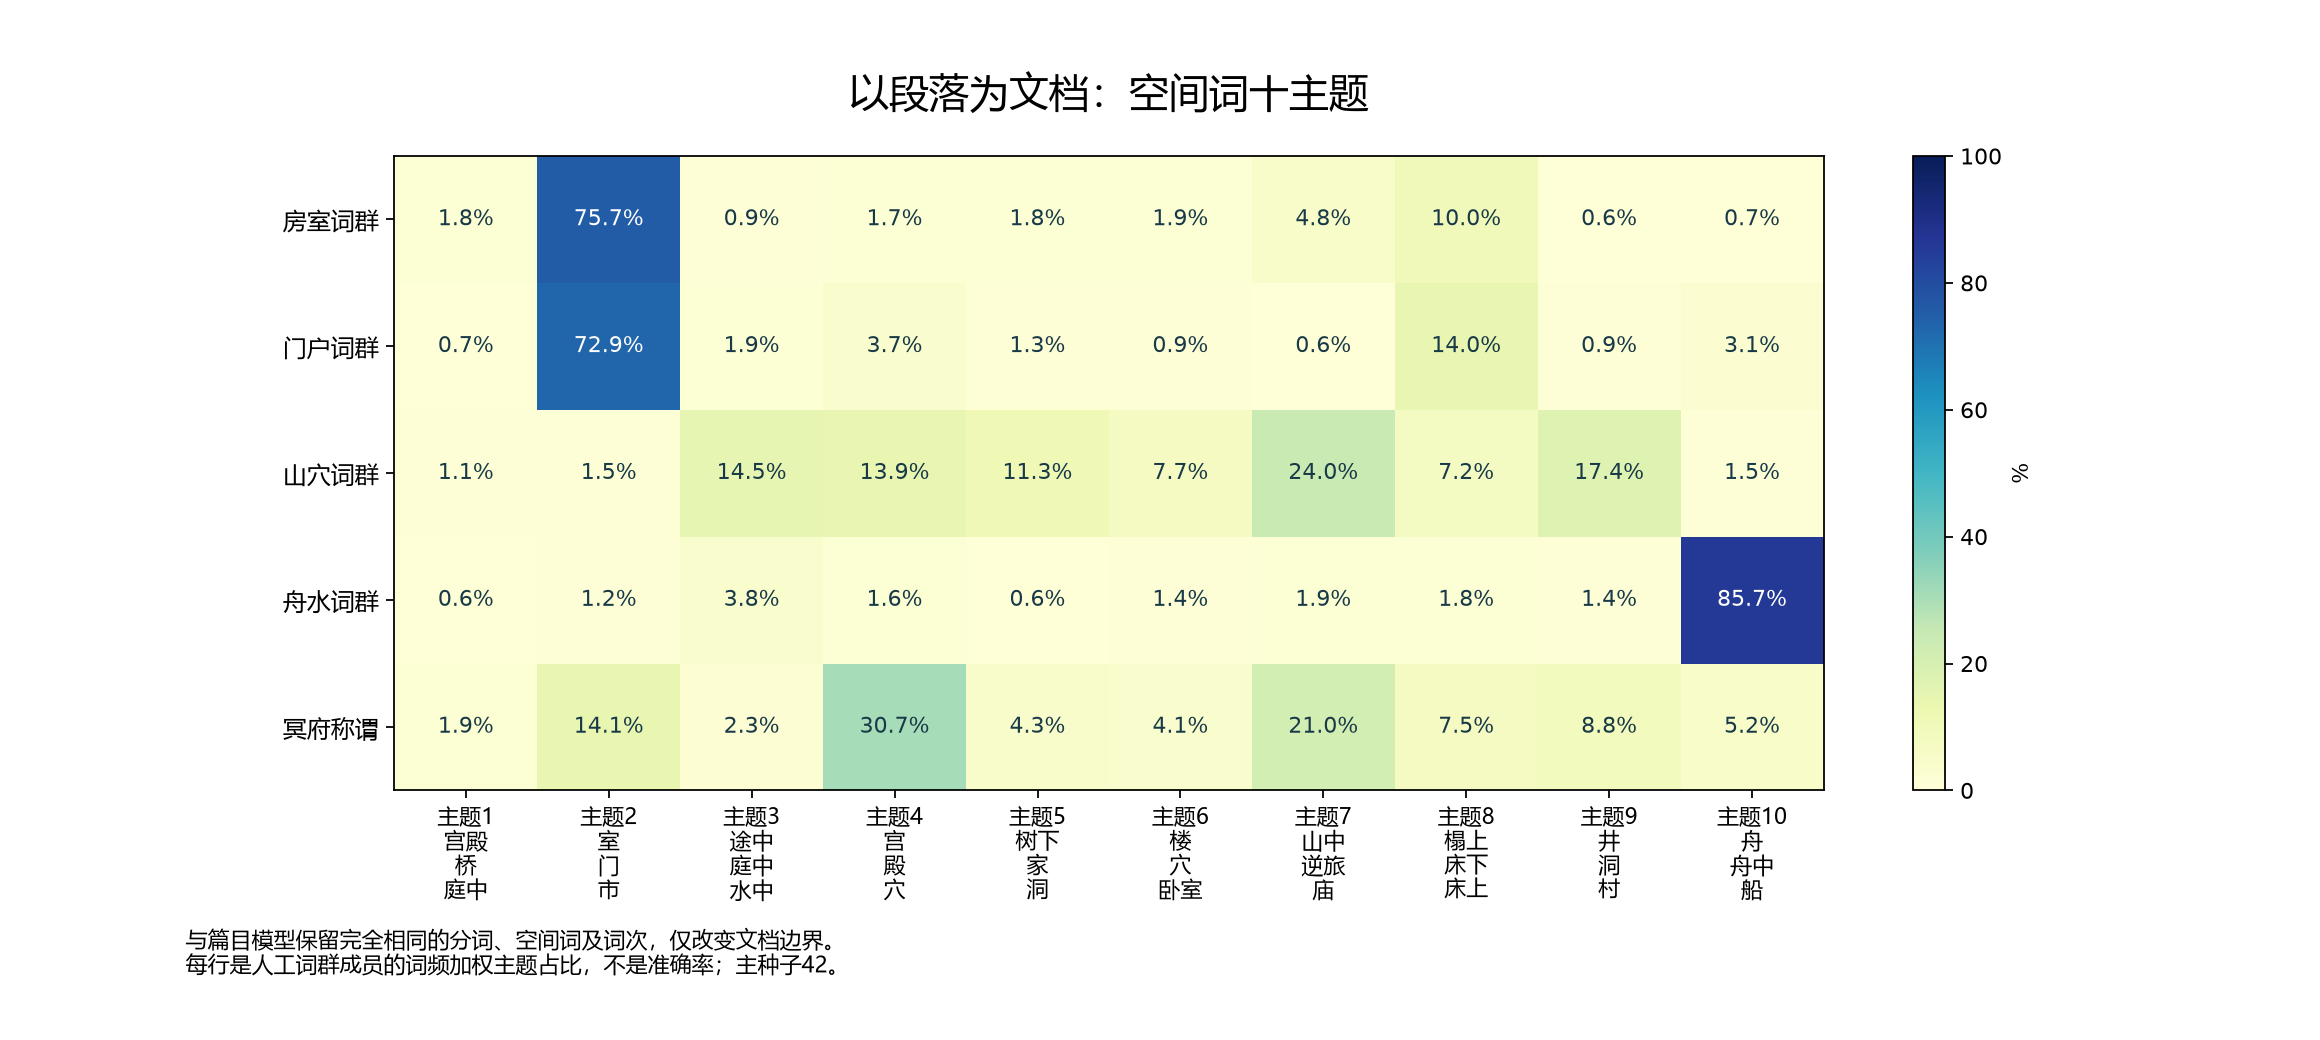 以段落为文档：空间词十主题
房室词群 1.8% 75.7% 0.9% 1.7% 1.8% 1.9% 4.8% 10.0% 0.6% 0.7%
门户词群 0.7% 72.9% 1.9% 3.7% 1.3% 0.9% 0.6% 14.0% 0.9% 3.1%
山穴词群 1.1% 1.5% 14.5% 13.9% 11.3% 7.7% 24.0% 7.2% 17.4% 1.5%
舟水词群 0.6% 1.2% 3.8% 1.6% 0.6% 1.4% 1.9% 1.8% 1.4% 85.7%
冥府称谓 1.9% 14.1% 2.3% 30.7% 4.3% 4.1% 21.0% 7.5% 8.8% 5.2%
主题1 主题2 主题3 主题4 主题5 主题6 主题7 主题8 主题9 主题10
宫殿 室 途中 宫 树下 楼 山中 榻上 井 舟
桥 门 庭中 殿 家 穴 逆旅 床下 洞 舟中
庭中 市 水中 穴 洞 卧室 庙 床上 村 船
100
80
60
40
20
0
%
与篇目模型保留完全相同的分词、空间词及词次，仅改变文档边界。
每行是人工词群成员的词频加权主题占比，不是准确率；主种子42。